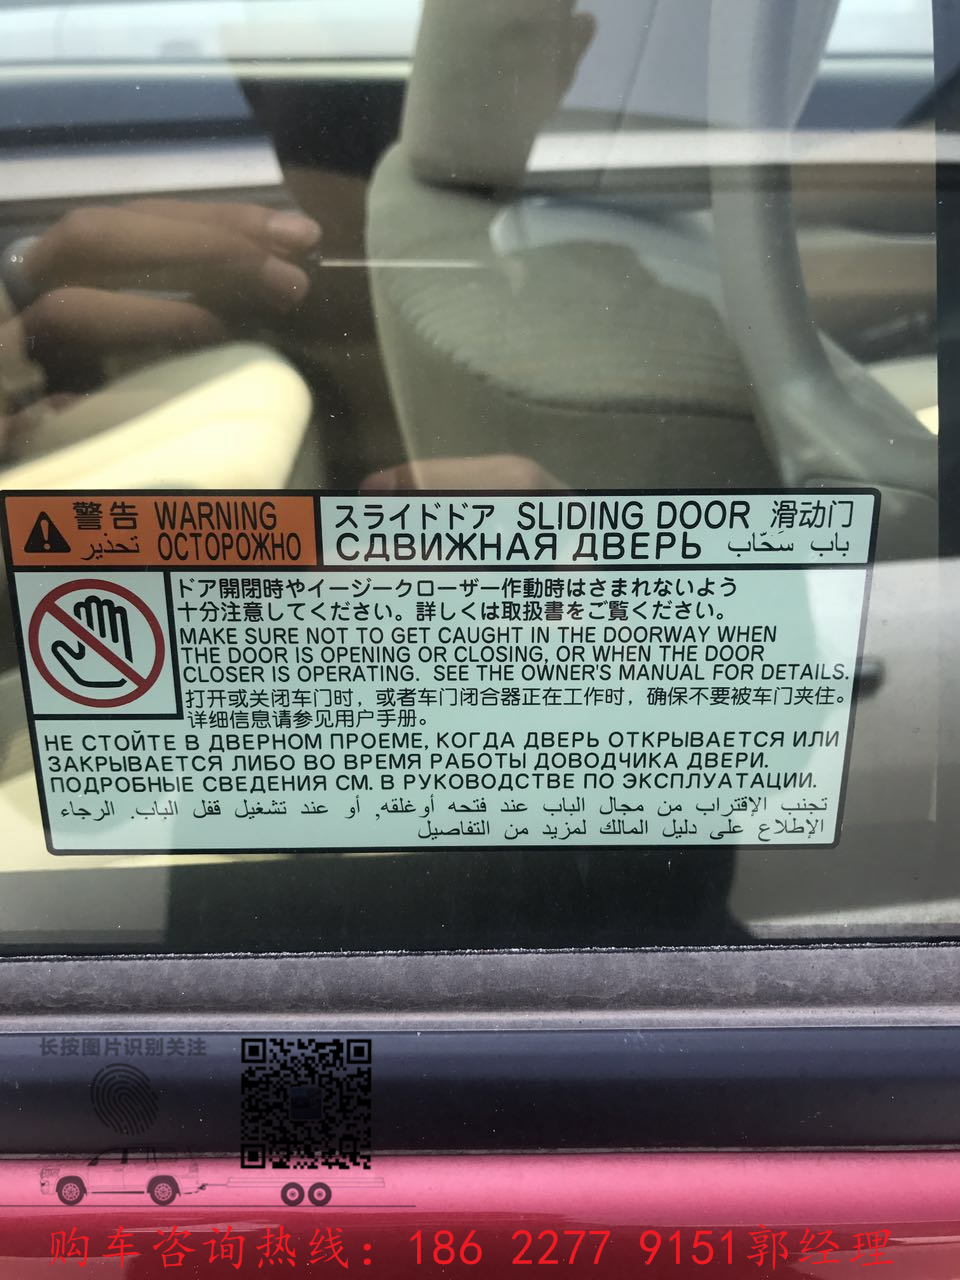 警告 WARNING
تحذير ОСТОРОЖНО
スライドドア SLIDING DOOR 滑动门
СДВИЖНАЯ ДВЕРЬ باب سَحّاب
ドア開閉時やイージークローザー作動時はさまれないよう
十分注意してください。詳しくは取扱書をご覧ください。
MAKE SURE NOT TO GET CAUGHT IN THE DOORWAY WHEN
THE DOOR IS OPENING OR CLOSING, OR WHEN THE DOOR
CLOSER IS OPERATING. SEE THE OWNER'S MANUAL FOR DETAILS.
打开或关闭车门时，或者车门闭合器正在工作时，确保不要被车门夹住。
详细信息请参见用户手册。
НЕ СТОЙТЕ В ДВЕРНОМ ПРОЕМЕ, КОГДА ДВЕРЬ ОТКРЫВАЕТСЯ ИЛИ
ЗАКРЫВАЕТСЯ ЛИБО ВО ВРЕМЯ РАБОТЫ ДОВОДЧИКА ДВЕРИ.
ПОДРОБНЫЕ СВЕДЕНИЯ СМ. В РУКОВОДСТВЕ ПО ЭКСПЛУАТАЦИИ.
تجنب الإقتراب من مجال الباب عند فتحه أوغلقه, أو عند تشغيل قفل الباب. الرجاء
الإطلاع على دليل المالك لمزيد من التفاصيل
长按图片识别关注
购车咨询热线：186 2277 9151郭经理